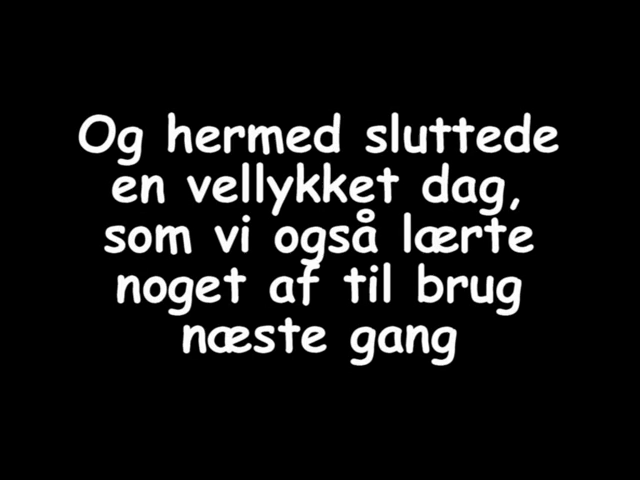 Og hermed sluttede
en vellykket dag,
som vi også lærte
noget af til brug
næste gang